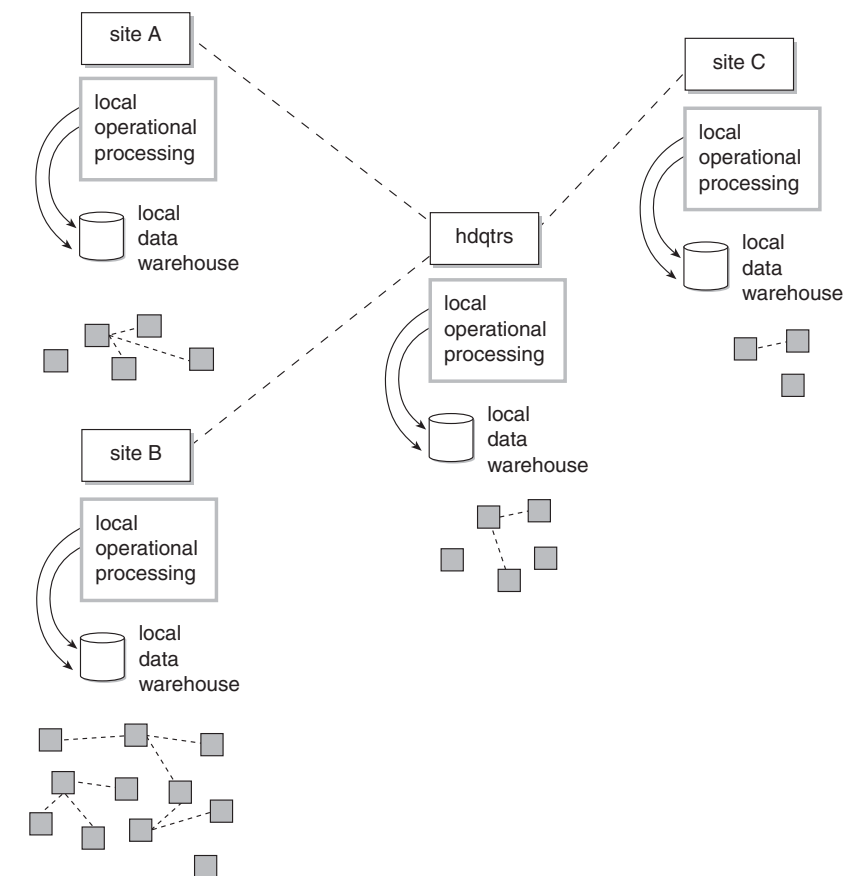 site A
local
operational
processing
local
data
warehouse
site C
local
operational
processing
local
data
warehouse
hdqtrs
local
operational
processing
local
data
warehouse
site B
local
operational
processing
local
data
warehouse